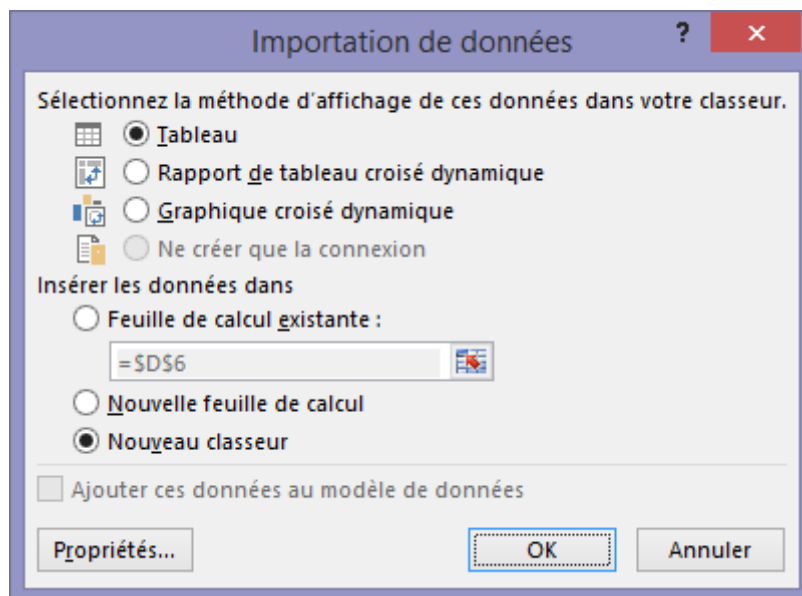 Importation de données
?
Sélectionnez la méthode d'affichage de ces données dans votre classeur.
Tableau
Rapport de tableau croisé dynamique
Graphique croisé dynamique
Ne créer que la connexion
Insérer les données dans
Feuille de calcul existante :
=$D$6
Nouvelle feuille de calcul
Nouveau classeur
Ajouter ces données au modèle de données
Propriétés... OK Annuler